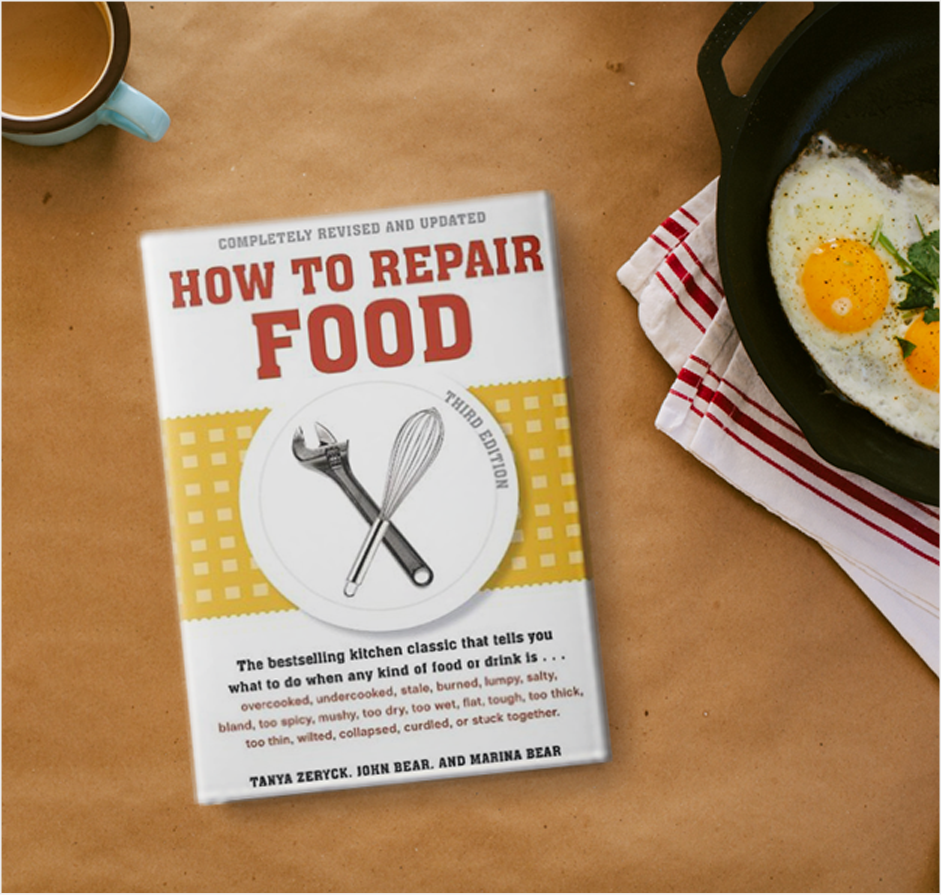 COMPLETELY REVISED AND UPDATED
HOW TO REPAIR
FOOD
THIRD EDITION
The bestselling kitchen classic that tells you
what to do when any kind of food or drink is . . .
overcooked, undercooked, stale, burned, lumpy, salty,
bland, too spicy, mushy, too dry, too wet, flat, tough, too thick,
too thin, wilted, collapsed, curdled, or stuck together.
TANYA ZERYCK, JOHN BEAR, AND MARINA BEAR